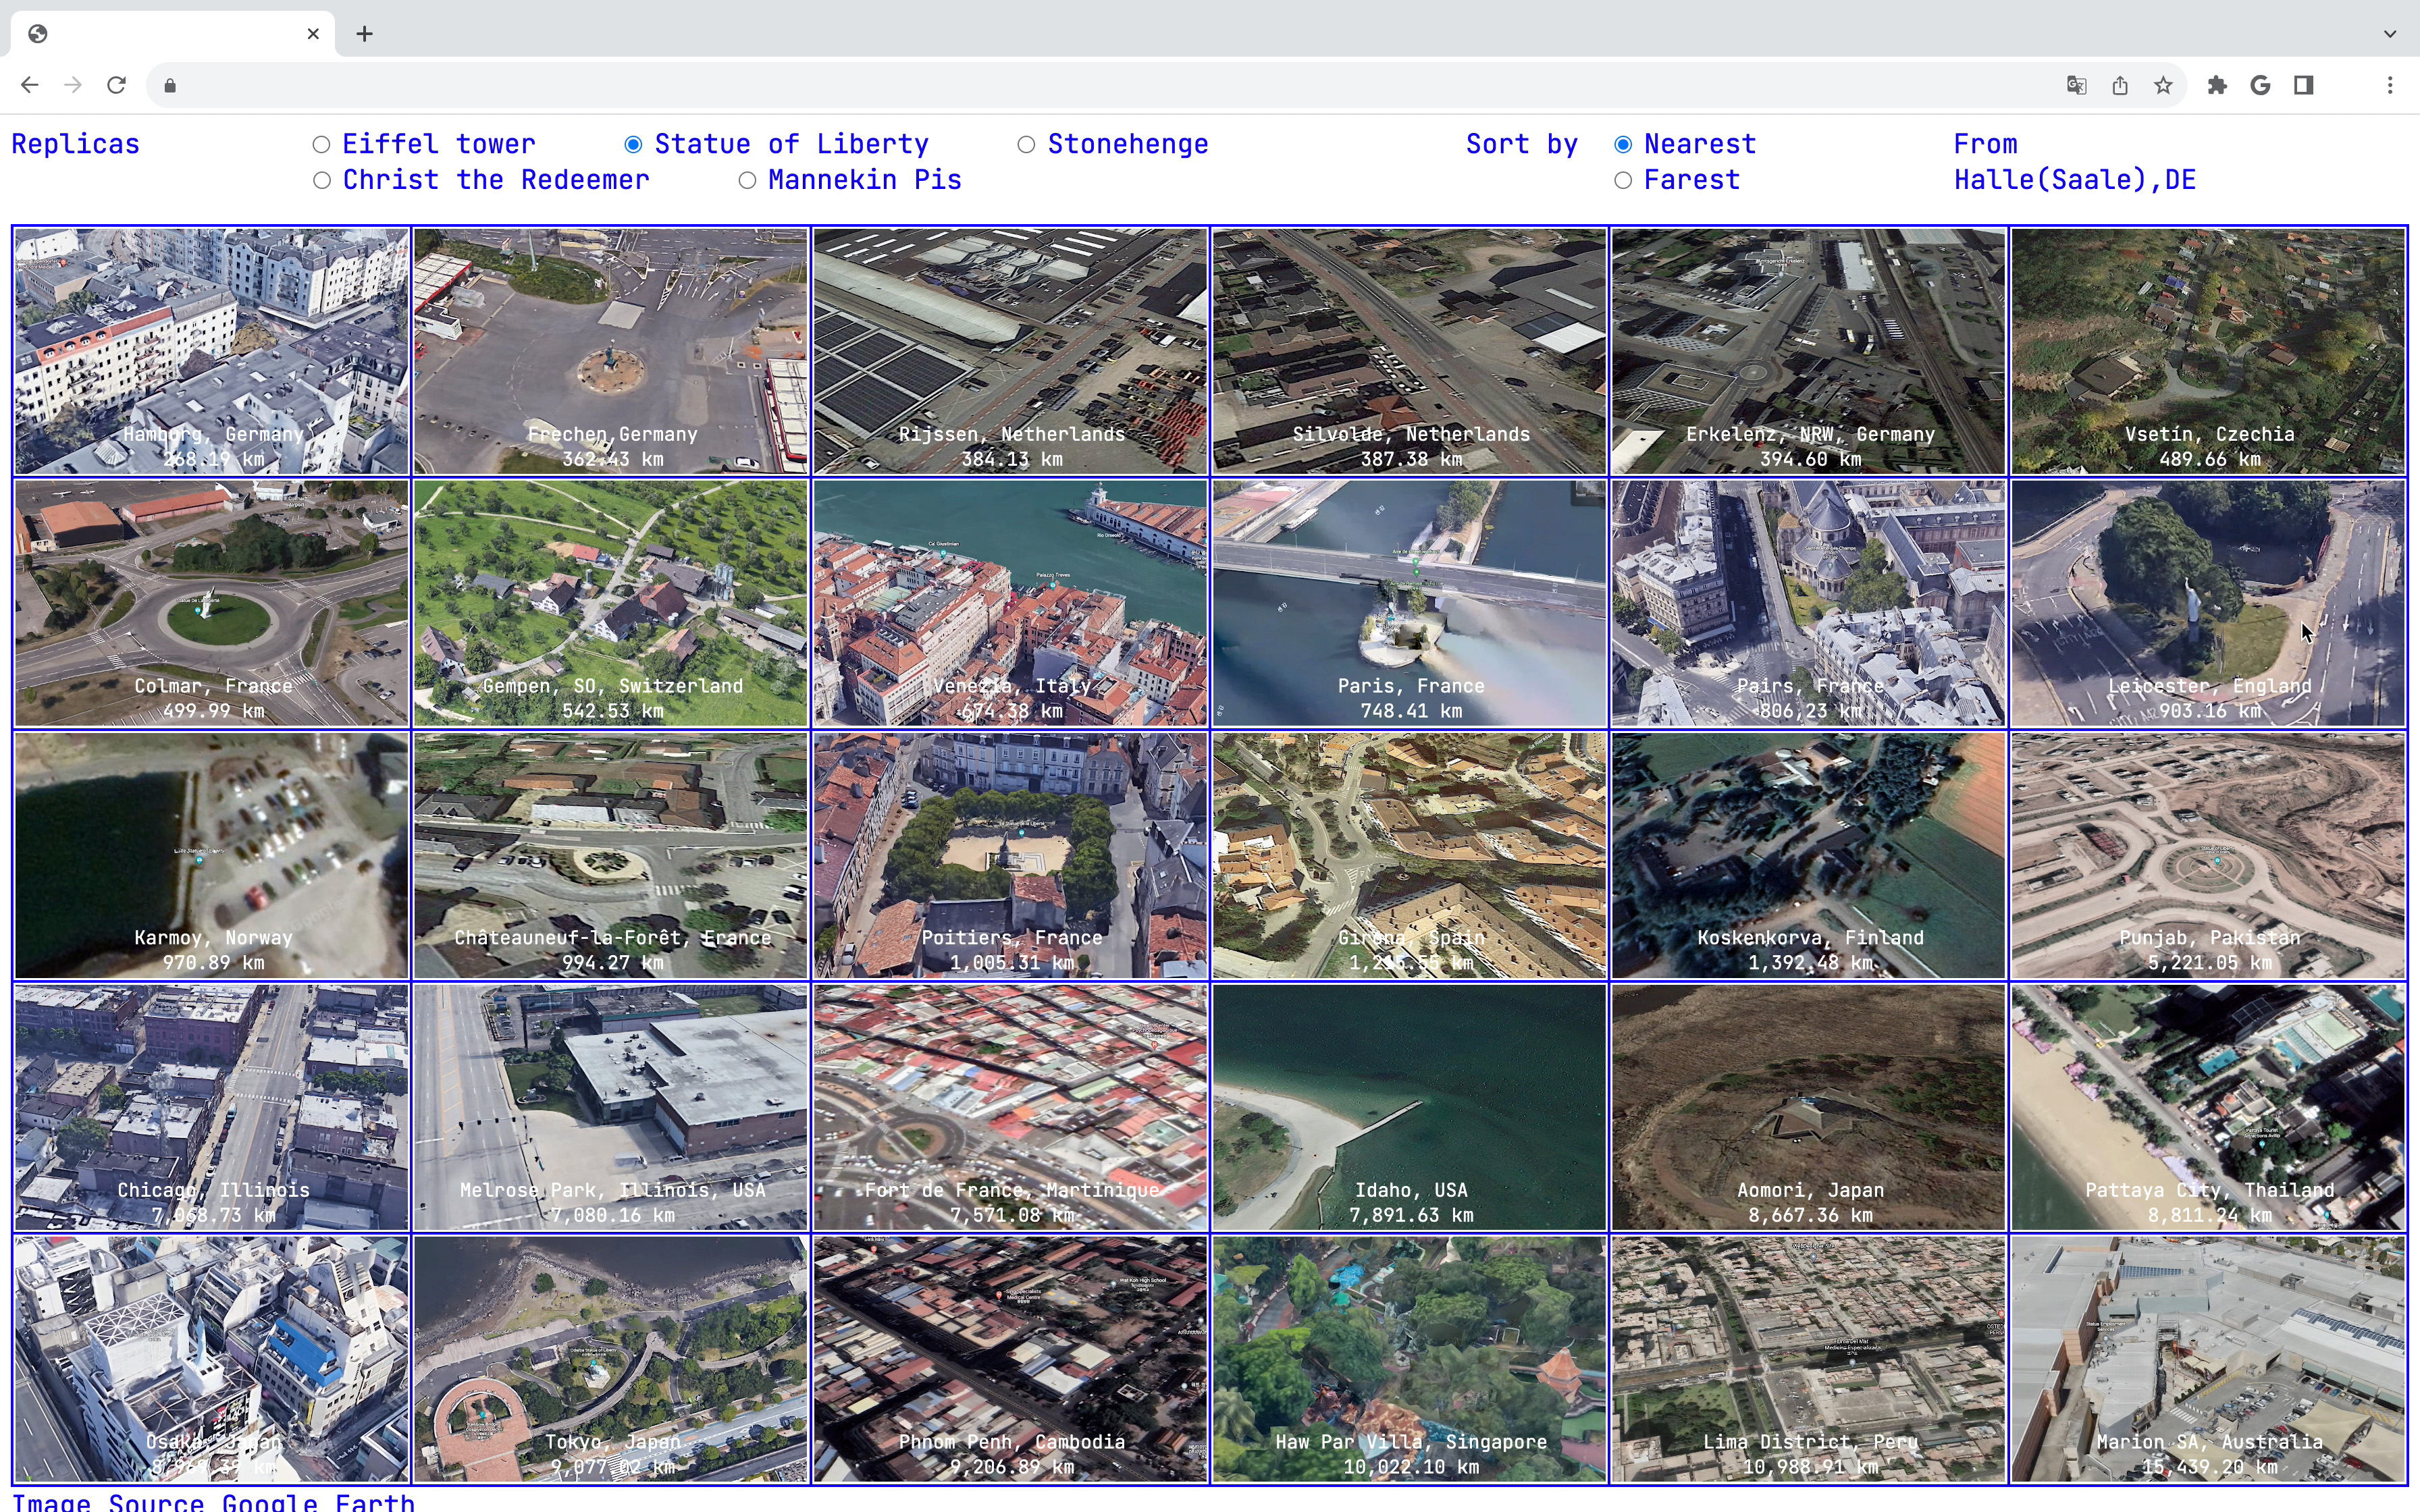 Replicas
Eiffel tower
Statue of Liberty
Stonehenge
Christ the Redeemer
Mannekin Pis
Sort by
Nearest
Farest
From
Halle(Saale),DE
Hamburg, Germany
268.19 km
Frechen,Germany
362.43 km
Rijssen, Netherlands
384.13 km
Silvolde, Netherlands
387.38 km
Erkelenz, NRW, Germany
394.60 km
Vsetín, Czechia
489.66 km
Colmar, France
499.99 km
Gempen, SO, Switzerland
542.53 km
Venezia, Italy
674.38 km
Paris, France
748.41 km
Pairs, France
806,23 km
Leicester, England
903.16 km
Karmoy, Norway
970.89 km
Châteauneuf-la-Forêt, France
994.27 km
Poitiers, France
1,005.31 km
Girona, Spain
km
Koskenkorva, Finland
1,392.48 km
Punjab, Pakistan
5,221.05 km
Chicago, Illinois
7,068.73 km
Melrose Park, Illinois, USA
7,080.16 km
Fort de France, Martinique
7,571.08 km
Idaho, USA
7,891.63 km
Aomori, Japan
8,667.36 km
Pattaya City, Thailand
8,811.24 km
Osaka, Japan
8,969.39 km
Tokyo, Japan
9,077.02 km
Phnom Penh, Cambodia
9,206.89 km
Haw Par Villa, Singapore
10,022.10 km
Lima District, Peru
10,988.91 km
Marion SA, Australia
15,439.20 km
Image Source Google Earth